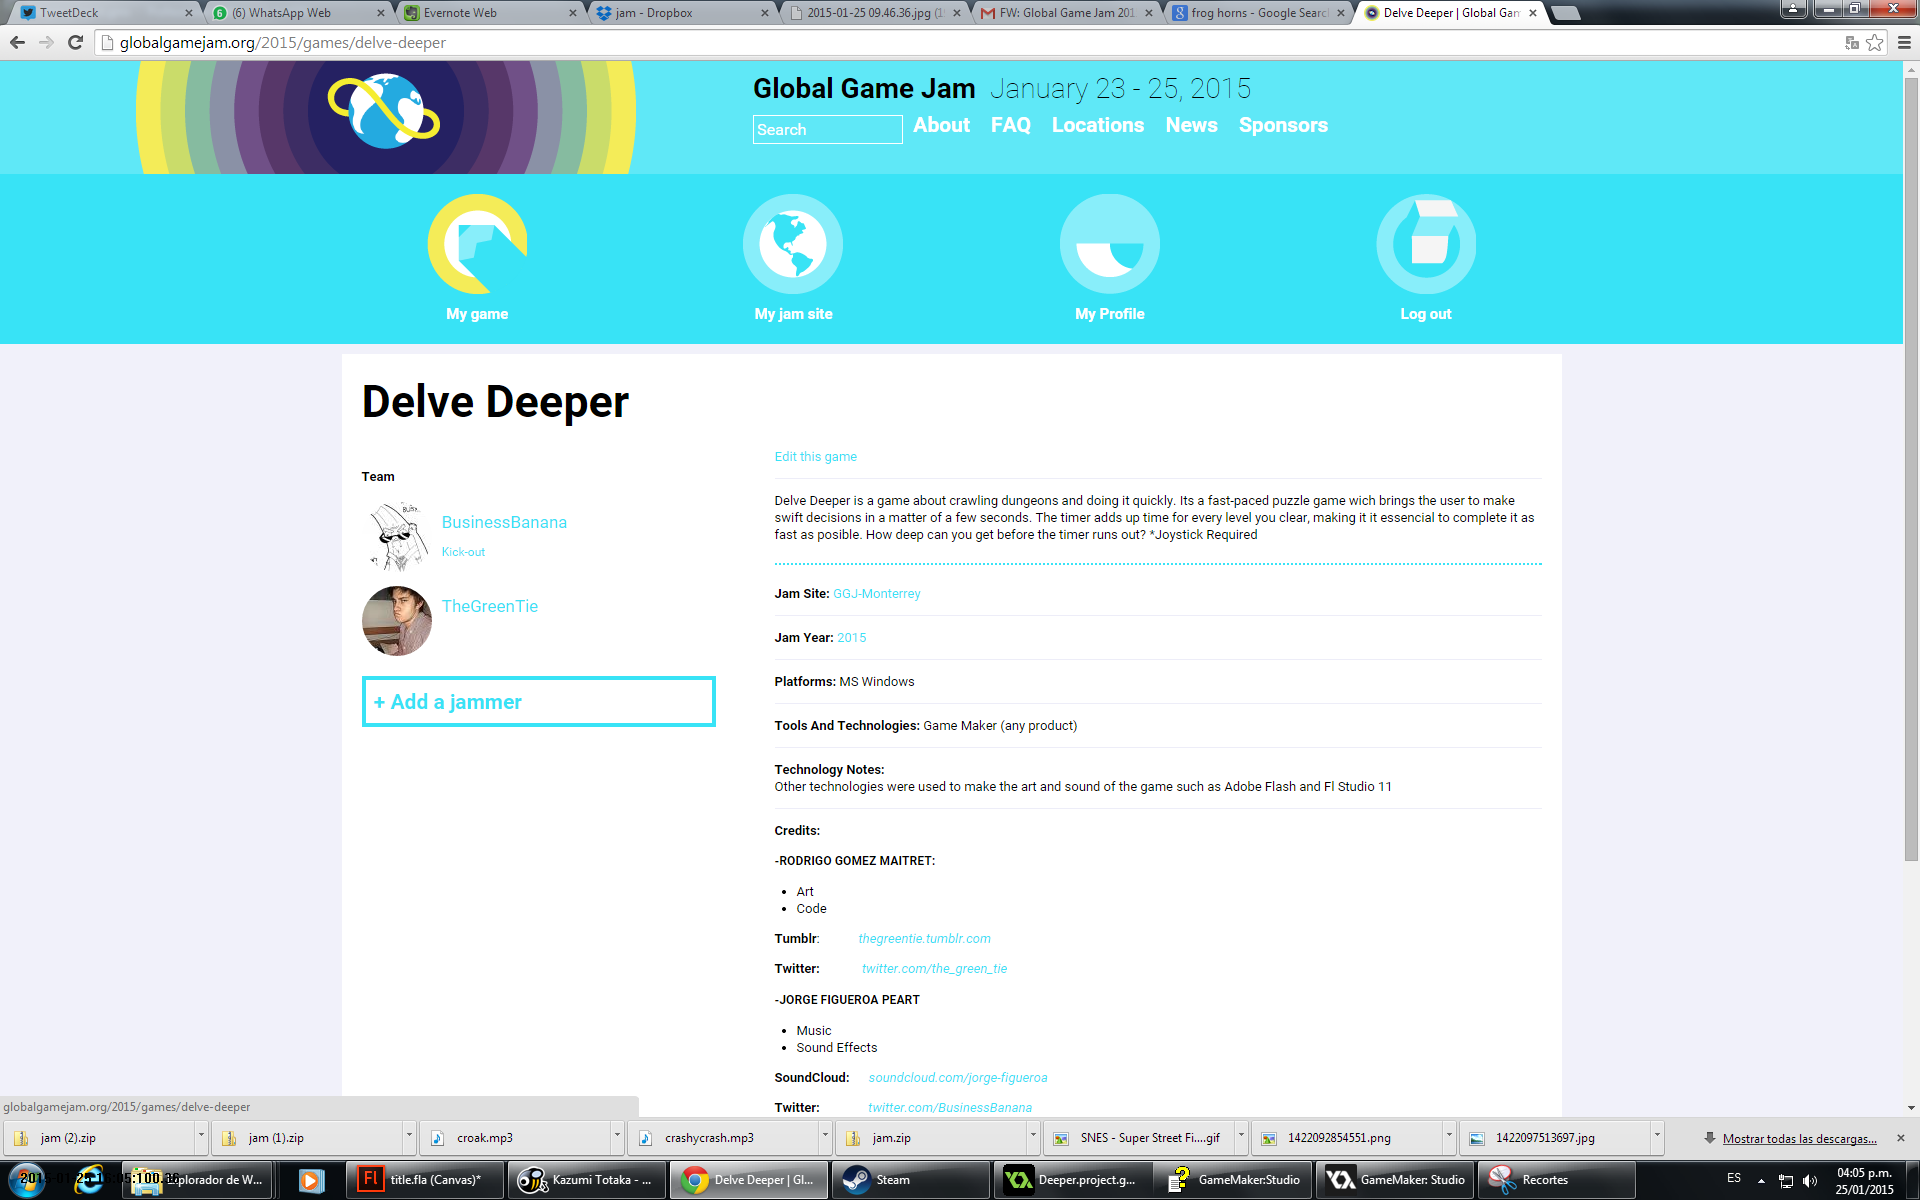 TweetDeck
(6) WhatsApp Web
Evernote Web
jam - Dropbox
2015-01-25 09.46.36.jpg (1
FW: Global Game Jam 201
frog horns - Google Searc
Delve Deeper | Global Gam
globalgamejam.org/2015/games/delve-deeper
Global Game Jam January 23 - 25, 2015
Search
About FAQ Locations News Sponsors
My game
My jam site
My Profile
Log out
Delve Deeper
Team
BusinessBanana
Kick-out
TheGreenTie
+ Add a jammer
Edit this game
Delve Deeper is a game about crawling dungeons and doing it quickly. Its a fast-paced puzzle game wich brings the user to make
swift decisions in a matter of a few seconds. The timer adds up time for every level you clear, making it it essencial to complete it as
fast as posible. How deep can you get before the timer runs out? *Joystick Required
Jam Site: GGJ-Monterrey
Jam Year: 2015
Platforms: MS Windows
Tools And Technologies: Game Maker (any product)
Technology Notes:
Other technologies were used to make the art and sound of the game such as Adobe Flash and Fl Studio 11
Credits:
-RODRIGO GOMEZ MAITRET:
• Art
• Code
Tumblr: thegreentie.tumblr.com
Twitter: twitter.com/the_green_tie
-JORGE FIGUEROA PEART
• Music
• Sound Effects
SoundCloud: soundcloud.com/jorge-figueroa
Twitter: twitter.com/BusinessBanana
globalgamejam.org/2015/games/delve-deeper
jam (2).zip
jam (1).zip
croak.mp3
crashycrash.mp3
jam.zip
SNES - Super Street Fi....gif
1422092854551.png
1422097513697.jpg
Mostrar todas las descargas...
Explorador de W...
Fl
title.fla (Canvas)*
Kazumi Totaka - ...
Delve Deeper | Gl...
Steam
Deeper.project.g...
GameMaker:Studio
GameMaker: Studio
Recortes
ES
04:05 p.m.
25/01/2015